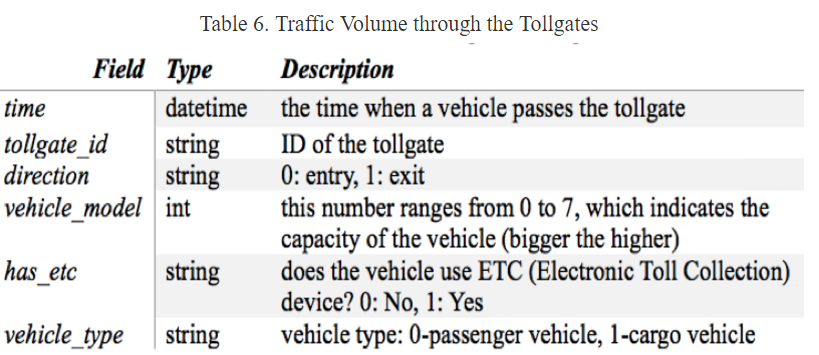 Table 6. Traffic Volume through the Tollgates
Field Type Description
time datetime the time when a vehicle passes the tollgate
tollgate_id string ID of the tollgate
direction string 0: entry, 1: exit
vehicle_model int this number ranges from 0 to 7, which indicates the
capacity of the vehicle (bigger the higher)
has_etc string does the vehicle use ETC (Electronic Toll Collection)
device? 0: No, 1: Yes
vehicle_type string vehicle type: 0-passenger vehicle, 1-cargo vehicle